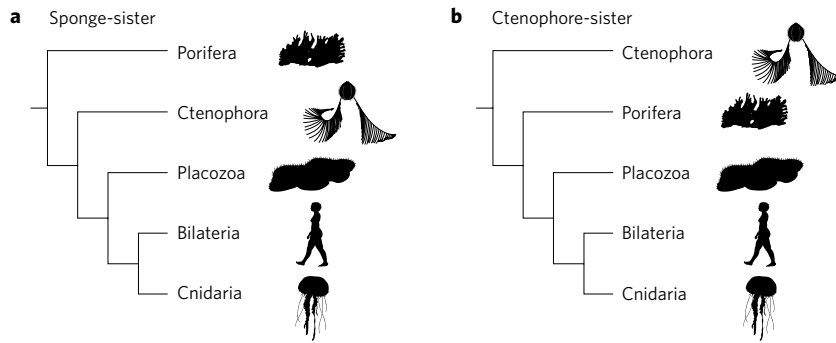 a Sponge-sister
Porifera
Ctenophora
Placozoa
Bilateria
Cnidaria
b Ctenophore-sister
Ctenophora
Porifera
Placozoa
Bilateria
Cnidaria